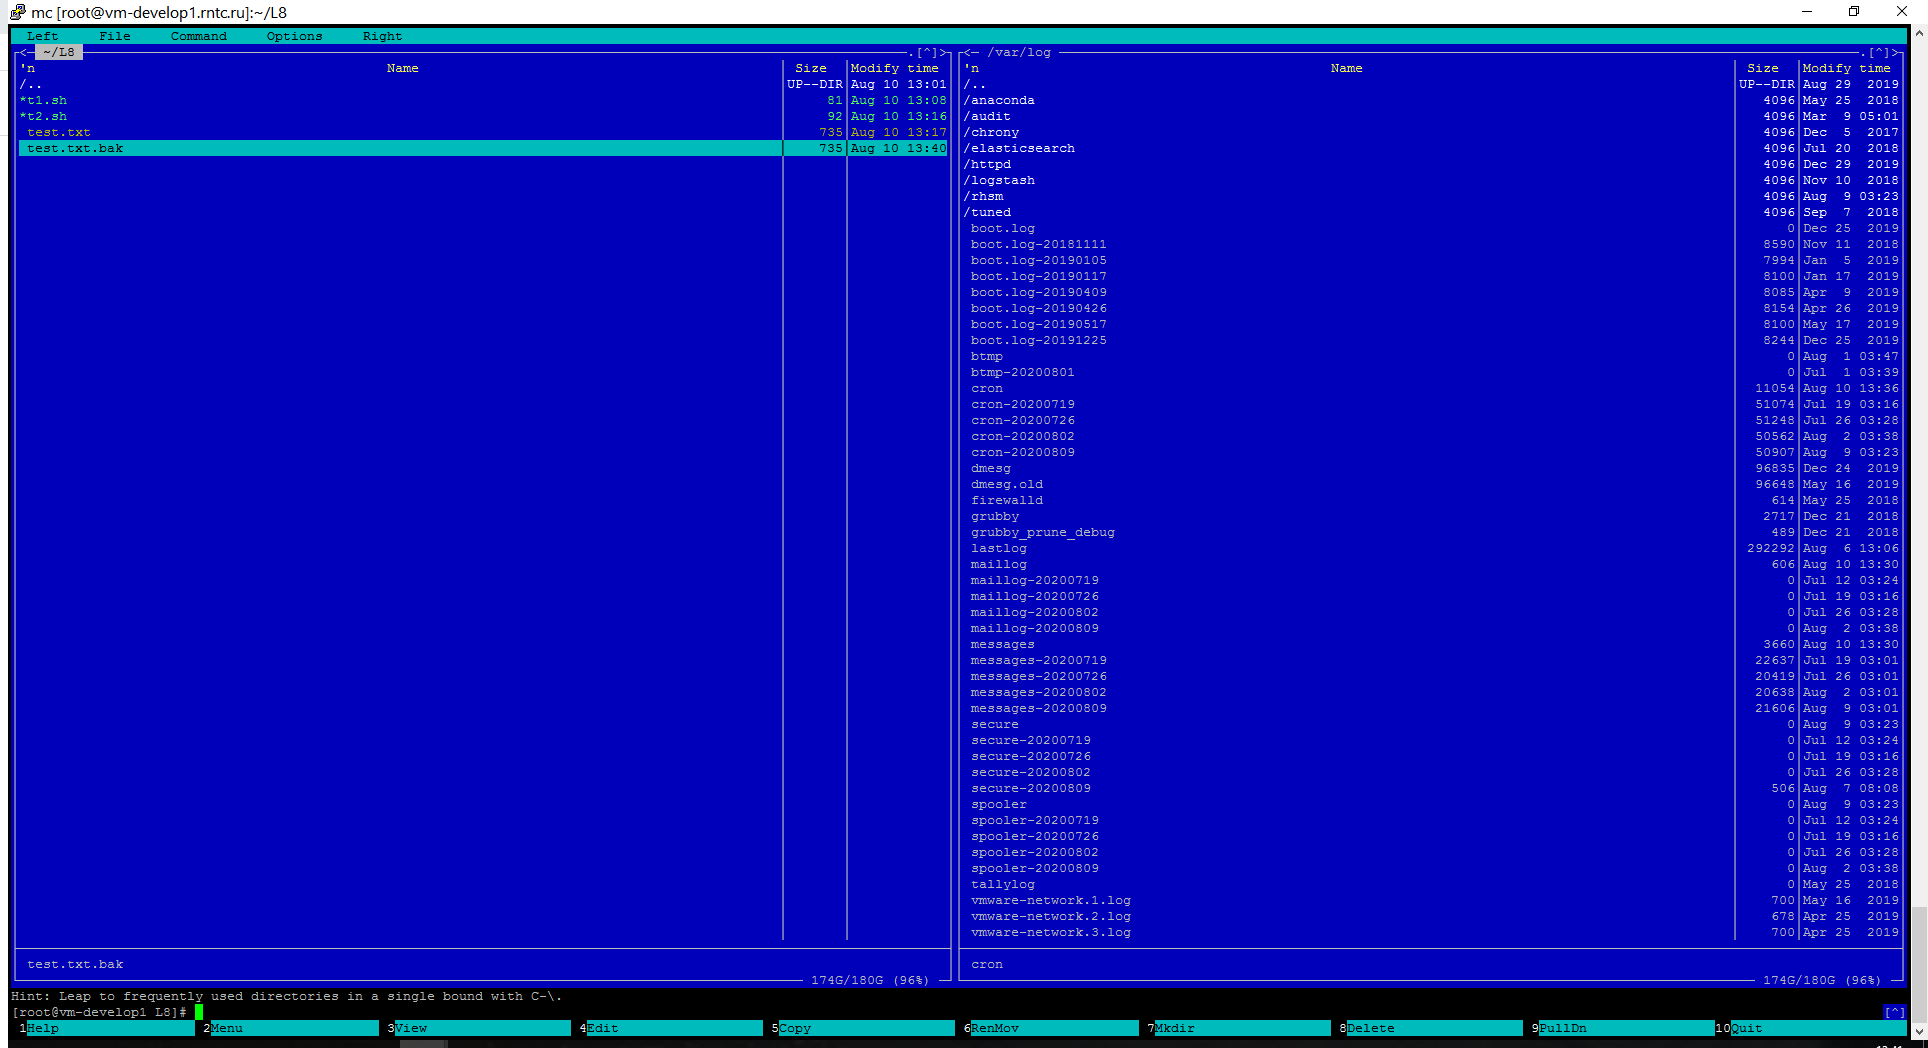 mc [root@vm-develop1.rntc.ru]:~/L8
Left File Command Options Right
<- ~/L8 .[^]>
'n Name Size Modify time
/.. UP--DIR Aug 10 13:01
*t1.sh 81 Aug 10 13:08
*t2.sh 92 Aug 10 13:16
test.txt 735 Aug 10 13:17
test.txt.bak 735 Aug 10 13:40
test.txt.bak
174G/180G (96%)
<- /var/log .[^]>
'n Name Size Modify time
/.. UP--DIR Aug 29 2019
/anaconda 4096 May 25 2018
/audit 4096 Mar 9 05:01
/chrony 4096 Dec 5 2017
/elasticsearch 4096 Jul 20 2018
/httpd 4096 Dec 29 2019
/logstash 4096 Nov 10 2018
/rhsm 4096 Aug 9 03:23
/tuned 4096 Sep 7 2018
boot.log 0 Dec 25 2019
boot.log-20181111 8590 Nov 11 2018
boot.log-20190105 7994 Jan 5 2019
boot.log-20190117 8100 Jan 17 2019
boot.log-20190409 8085 Apr 9 2019
boot.log-20190426 8154 Apr 26 2019
boot.log-20190517 8100 May 17 2019
boot.log-20191225 8244 Dec 25 2019
btmp 0 Aug 1 03:47
btmp-20200801 0 Jul 1 03:39
cron 11054 Aug 10 13:36
cron-20200719 51074 Jul 19 03:16
cron-20200726 51248 Jul 26 03:28
cron-20200802 50562 Aug 2 03:38
cron-20200809 50907 Aug 9 03:23
dmesg 96835 Dec 24 2019
dmesg.old 96648 May 16 2019
firewalld 614 May 25 2018
grubby 2717 Dec 21 2018
grubby_prune_debug 489 Dec 21 2018
lastlog 292292 Aug 6 13:06
maillog 606 Aug 10 13:30
maillog-20200719 0 Jul 12 03:24
maillog-20200726 0 Jul 19 03:16
maillog-20200802 0 Jul 26 03:28
maillog-20200809 0 Aug 2 03:38
messages 3660 Aug 10 13:30
messages-20200719 22637 Jul 19 03:01
messages-20200726 20419 Jul 26 03:01
messages-20200802 20638 Aug 2 03:01
messages-20200809 21606 Aug 9 03:01
secure 0 Aug 9 03:23
secure-20200719 0 Jul 12 03:24
secure-20200726 0 Jul 19 03:16
secure-20200802 0 Jul 26 03:28
secure-20200809 506 Aug 7 08:08
spooler 0 Aug 9 03:23
spooler-20200719 0 Jul 12 03:24
spooler-20200726 0 Jul 19 03:16
spooler-20200802 0 Jul 26 03:28
spooler-20200809 0 Aug 2 03:38
tallylog 0 May 25 2018
vmware-network.1.log 700 May 16 2019
vmware-network.2.log 678 Apr 25 2019
vmware-network.3.log 700 Apr 25 2019
cron
174G/180G (96%)
Hint: Leap to frequently used directories in a single bound with C-\.
[root@vm-develop1 L8]# [^]
1Help 2Menu 3View 4Edit 5Copy 6RenMov 7Mkdir 8Delete 9PullDn 10Quit